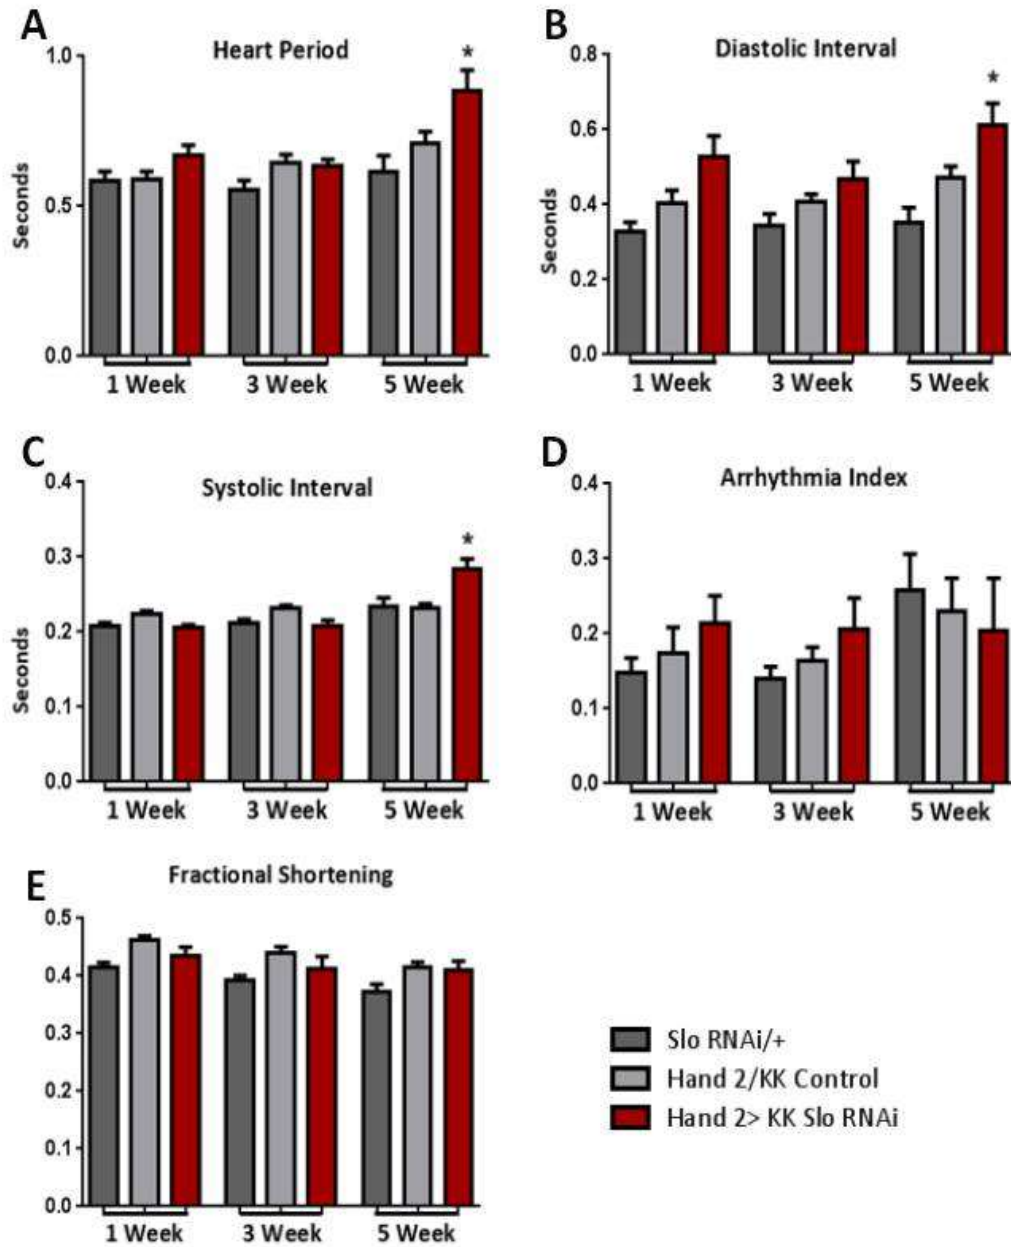 A
Heart Period
*
1.0
0.5
0.0
Seconds
1 Week 3 Week 5 Week
B
Diastolic Interval
*
0.8
0.6
0.4
0.2
0.0
Seconds
1 Week 3 Week 5 Week
C
Systolic Interval
*
0.4
0.3
0.2
0.1
0.0
Seconds
1 Week 3 Week 5 Week
D
Arrhythmia Index
0.4
0.3
0.2
0.1
0.0
1 Week 3 Week 5 Week
E
Fractional Shortening
0.5
0.4
0.3
0.2
0.1
0.0
1 Week 3 Week 5 Week
Slo RNAi/+
Hand 2/KK Control
Hand 2> KK Slo RNAi